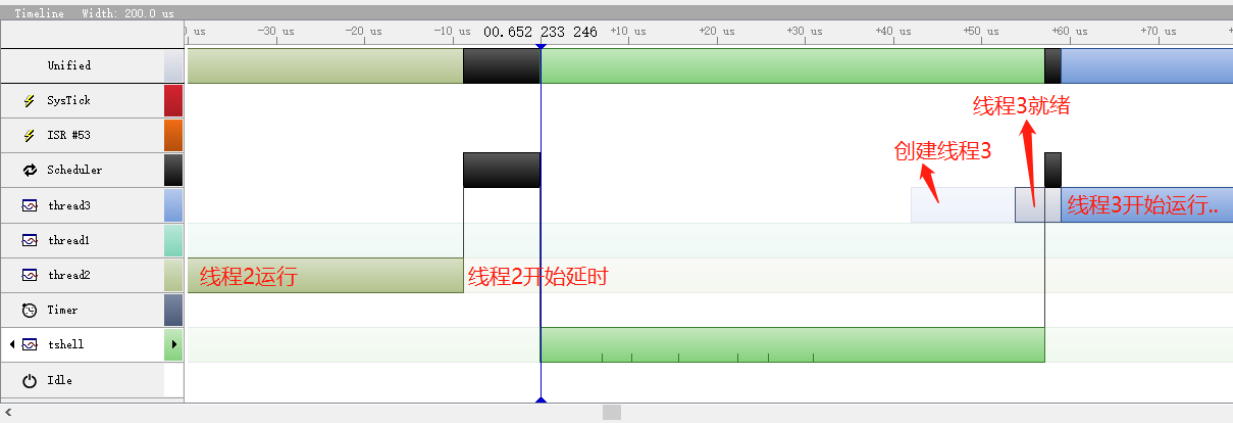 Timeline Width: 200.0 us
us -30 us -20 us -10 us 00.652 233 246 +10 us +20 us +30 us +40 us +50 us +60 us +70 us
Unified
SysTick
线程3就绪
ISR #53
创建线程3
Scheduler
thread3
线程3开始运行..
thread1
thread2
线程2运行
线程2开始延时
Timer
tshell
Idle